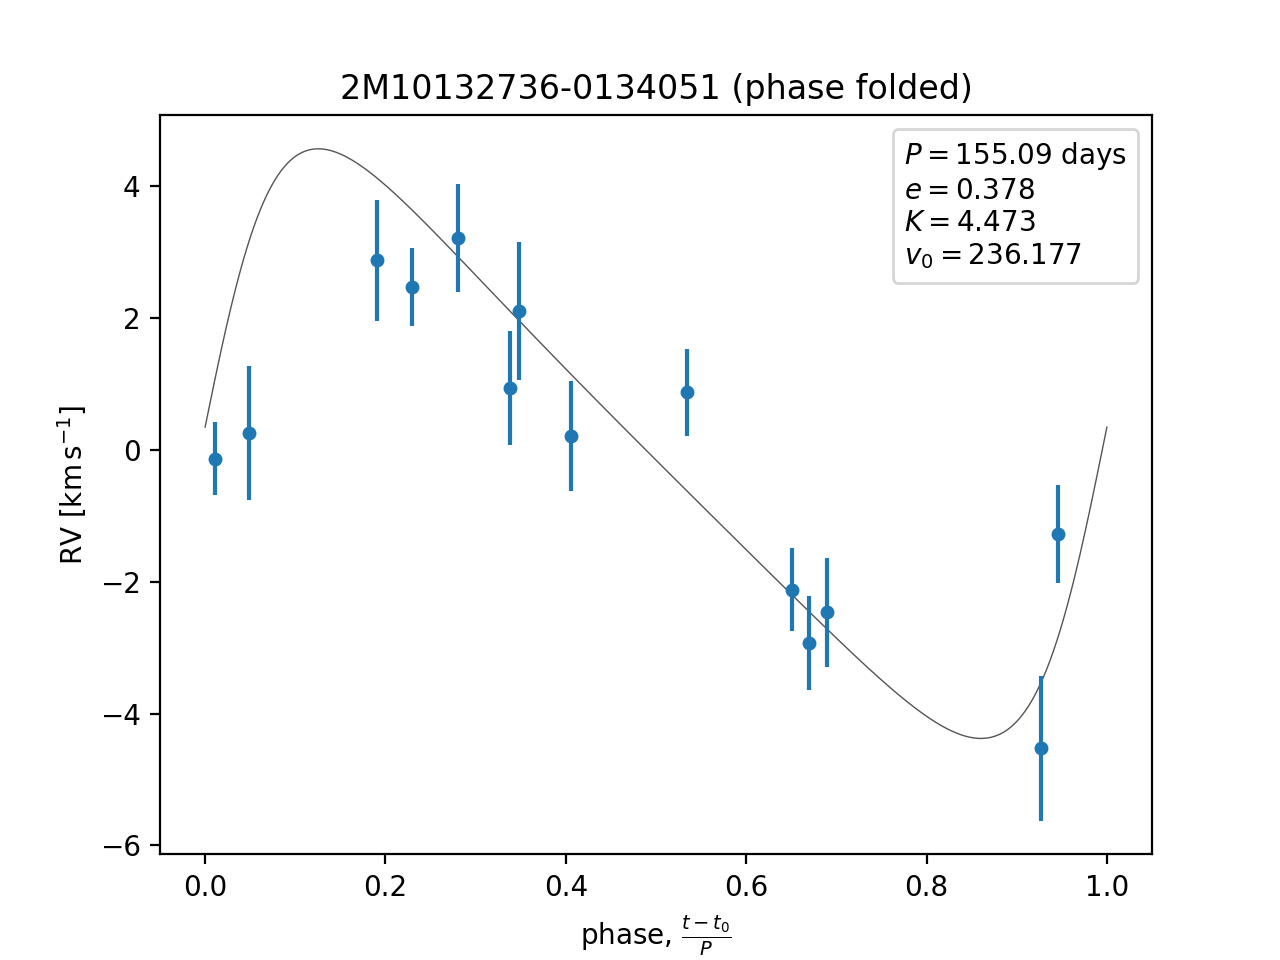 2M10132736-0134051 (phase folded)
P = 155.09 days
e = 0.378
K = 4.473
v₀ = 236.177
RV [km s⁻¹]
4
2
0
−2
−4
−6
0.0 0.2 0.4 0.6 0.8 1.0
phase, (t − t₀)/P